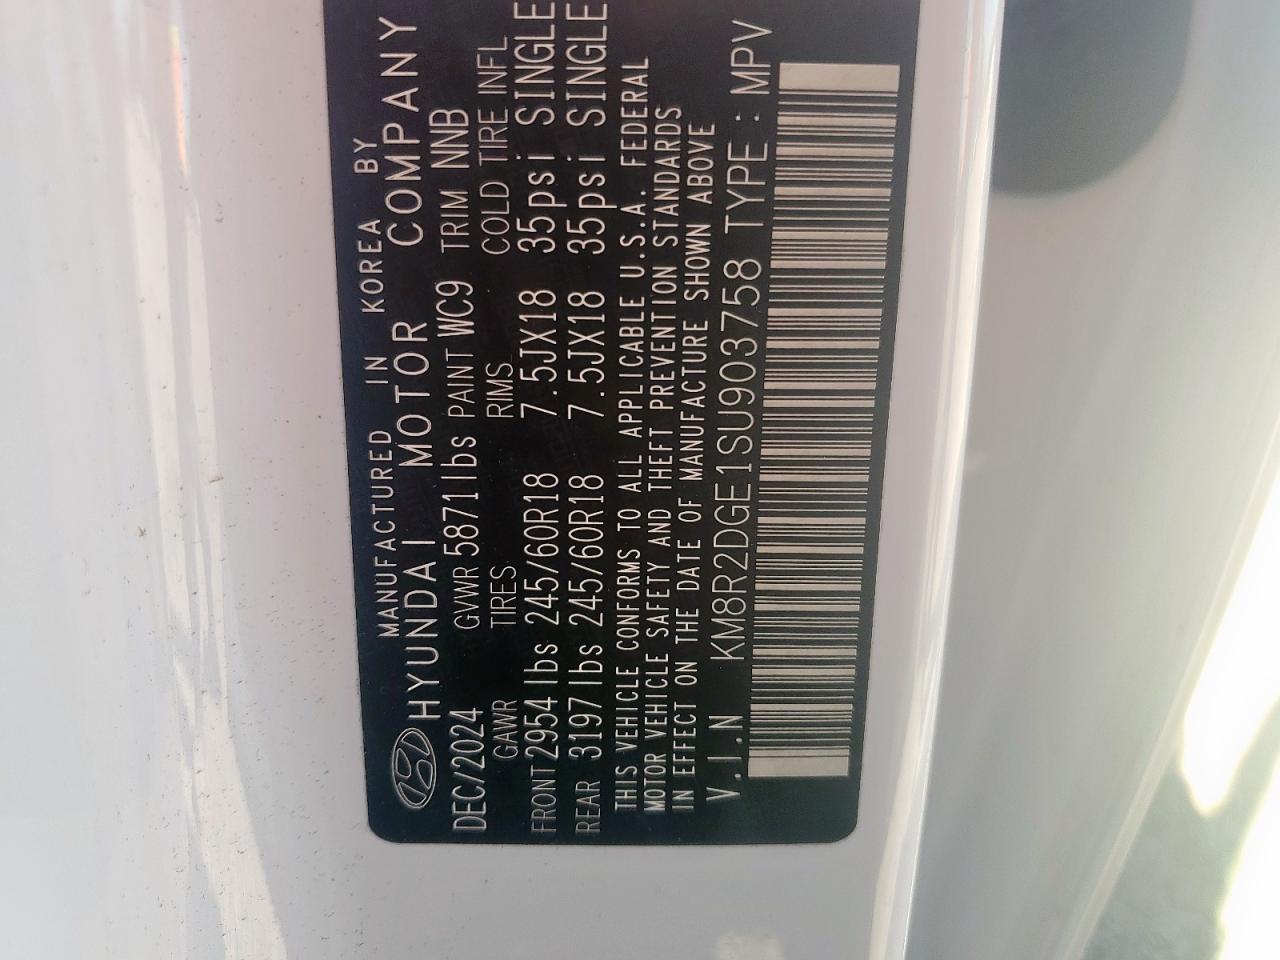 MANUFACTURED IN KOREA BY
HYUNDAI MOTOR COMPANY
DEC/2024 GVWR 5871lbs PAINT WC9 TRIM NNB
GAWR TIRES RIMS COLD TIRE INFL
FRONT 2954 lbs 245/60R18 7.5JX18 35psi SINGLE
REAR 3197 lbs 245/60R18 7.5JX18 35psi SINGLE
THIS VEHICLE CONFORMS TO ALL APPLICABLE U.S.A. FEDERAL
MOTOR VEHICLE SAFETY AND THEFT PREVENTION STANDARDS
IN EFFECT ON THE DATE OF MANUFACTURE SHOWN ABOVE
V.I.N KM8R2DGE1SU903758 TYPE : MPV